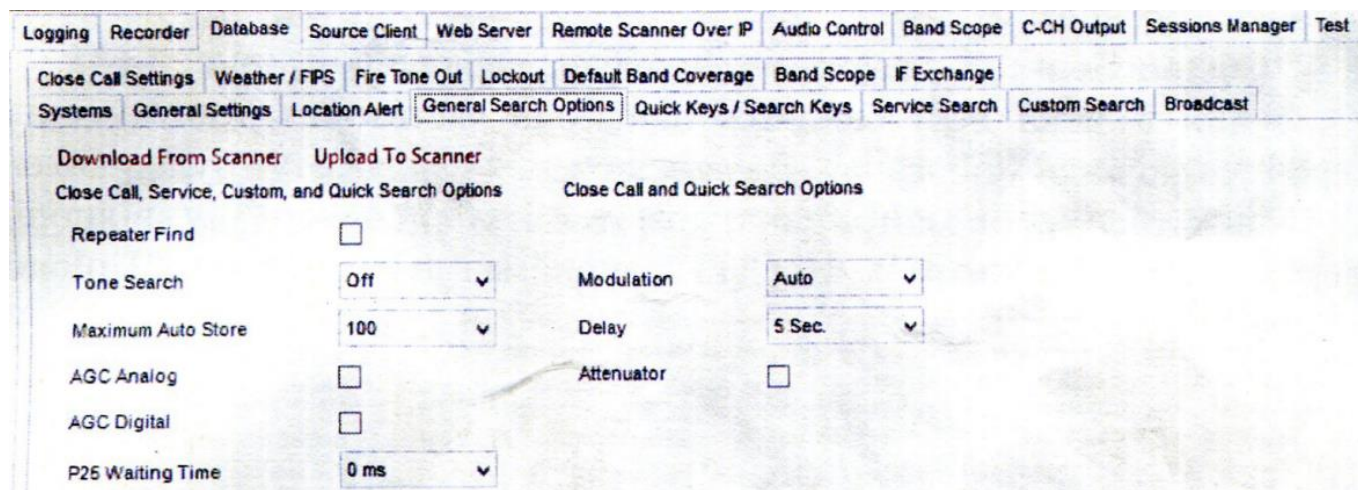 Logging Recorder Database Source Client Web Server Remote Scanner Over IP Audio Control Band Scope C-CH Output Sessions Manager Test
Close Call Settings Weather / FIPS Fire Tone Out Lockout Default Band Coverage Band Scope IF Exchange
Systems General Settings Location Alert General Search Options Quick Keys / Search Keys Service Search Custom Search Broadcast
Download From Scanner Upload To Scanner
Close Call, Service, Custom, and Quick Search Options Close Call and Quick Search Options
Repeater Find
Tone Search Off Modulation Auto
Maximum Auto Store 100 Delay 5 Sec.
AGC Analog Attenuator
AGC Digital
P25 Waiting Time 0 ms